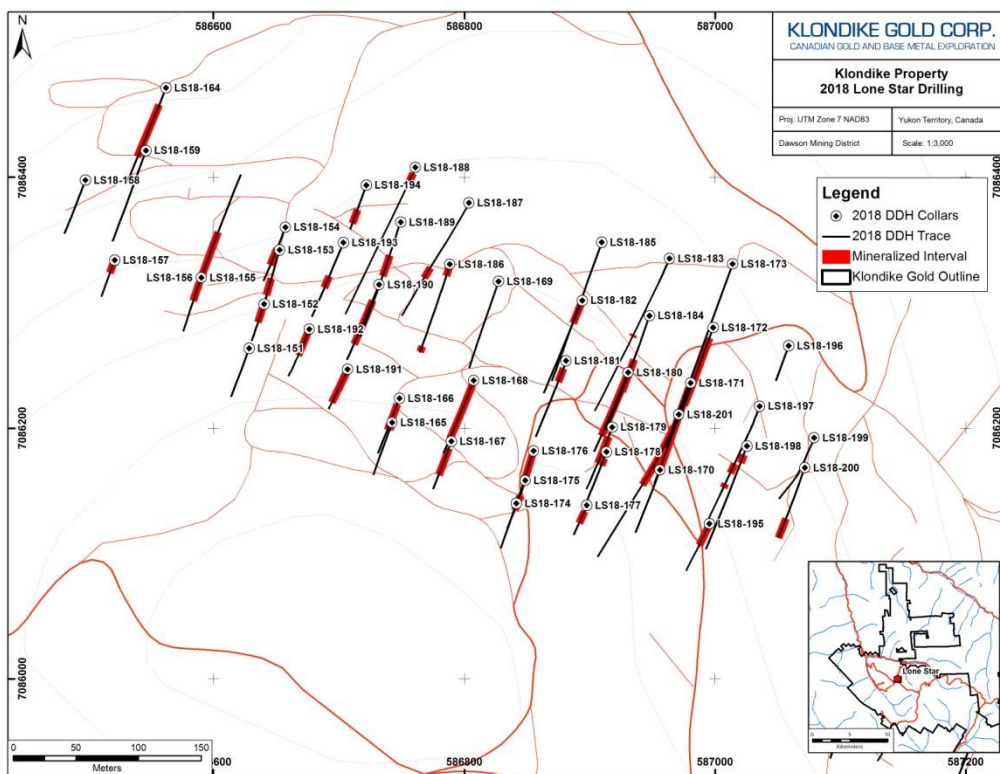 N
586600
586800
587000
KLONDIKE GOLD CORP.
CANADIAN GOLD AND BASE METAL EXPLORATION
Klondike Property
2018 Lone Star Drilling
Proj: UTM Zone 7 NAD83
Yukon Territory, Canada
Dawson Mining District
Scale: 1:3,000
Legend
2018 DDH Collars
2018 DDH Trace
Mineralized Interval
Klondike Gold Outline
7086400
7086400
LS18-164
LS18-159
LS18-158
LS18-188
LS18-194
LS18-187
LS18-189
LS18-154
LS18-153
LS18-193
LS18-185
LS18-157
LS18-186
LS18-183
LS18-173
LS18-156
LS18-155
LS18-190
LS18-169
LS18-152
LS18-182
LS18-184
LS18-192
LS18-172
LS18-151
LS18-196
LS18-191
LS18-181
LS18-180
LS18-168
LS18-171
LS18-166
LS18-197
LS18-165
LS18-201
7086200
7086200
LS18-179
LS18-167
LS18-199
LS18-176
LS18-178
LS18-198
LS18-170
LS18-200
LS18-175
LS18-174
LS18-177
LS18-195
7086000
Lone Star
0 5 10
Kilometers
0 50 100 150
Meters
600
586800
587000
587200